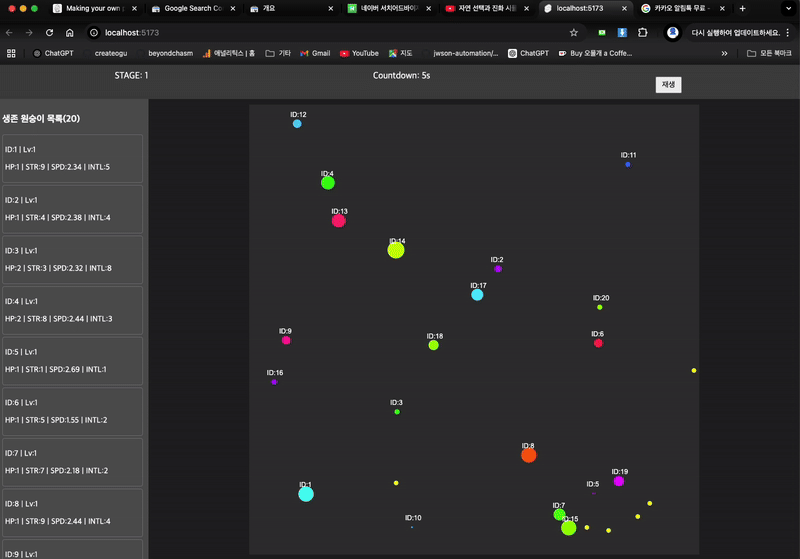 Making your own p
Google Search Co
개요
네이버 서치어드바이저
자연 선택과 진화 시뮬
localhost:5173
카카오 알림톡 무료 -
localhost:5173
다시 실행하여 업데이트하세요.
ChatGPT
createogu
beyondchasm
애널리틱스 | 홈
기타
Gmail
YouTube
지도
jwson-automation/...
ChatGPT
Buy 오물개 a Coffe...
모든 북마크
STAGE: 1
Countdown: 5s
재생
생존 원숭이 목록(20)
ID:1 | Lv:1
HP:1 | STR:9 | SPD:2.34 | INTL:5
ID:2 | Lv:1
HP:1 | STR:4 | SPD:2.38 | INTL:4
ID:3 | Lv:1
HP:2 | STR:3 | SPD:2.32 | INTL:8
ID:4 | Lv:1
HP:2 | STR:8 | SPD:2.44 | INTL:3
ID:5 | Lv:1
HP:1 | STR:1 | SPD:2.69 | INTL:1
ID:6 | Lv:1
HP:1 | STR:5 | SPD:1.55 | INTL:2
ID:7 | Lv:1
HP:1 | STR:7 | SPD:2.18 | INTL:2
ID:8 | Lv:1
HP:1 | STR:9 | SPD:2.44 | INTL:4
ID:9 | Lv:1
ID:12
ID:11
ID:4
ID:13
ID:14
ID:2
ID:17
ID:20
ID:9
ID:18
ID:6
ID:16
ID:3
ID:8
ID:19
ID:1
ID:5
ID:7
ID:10
ID:15